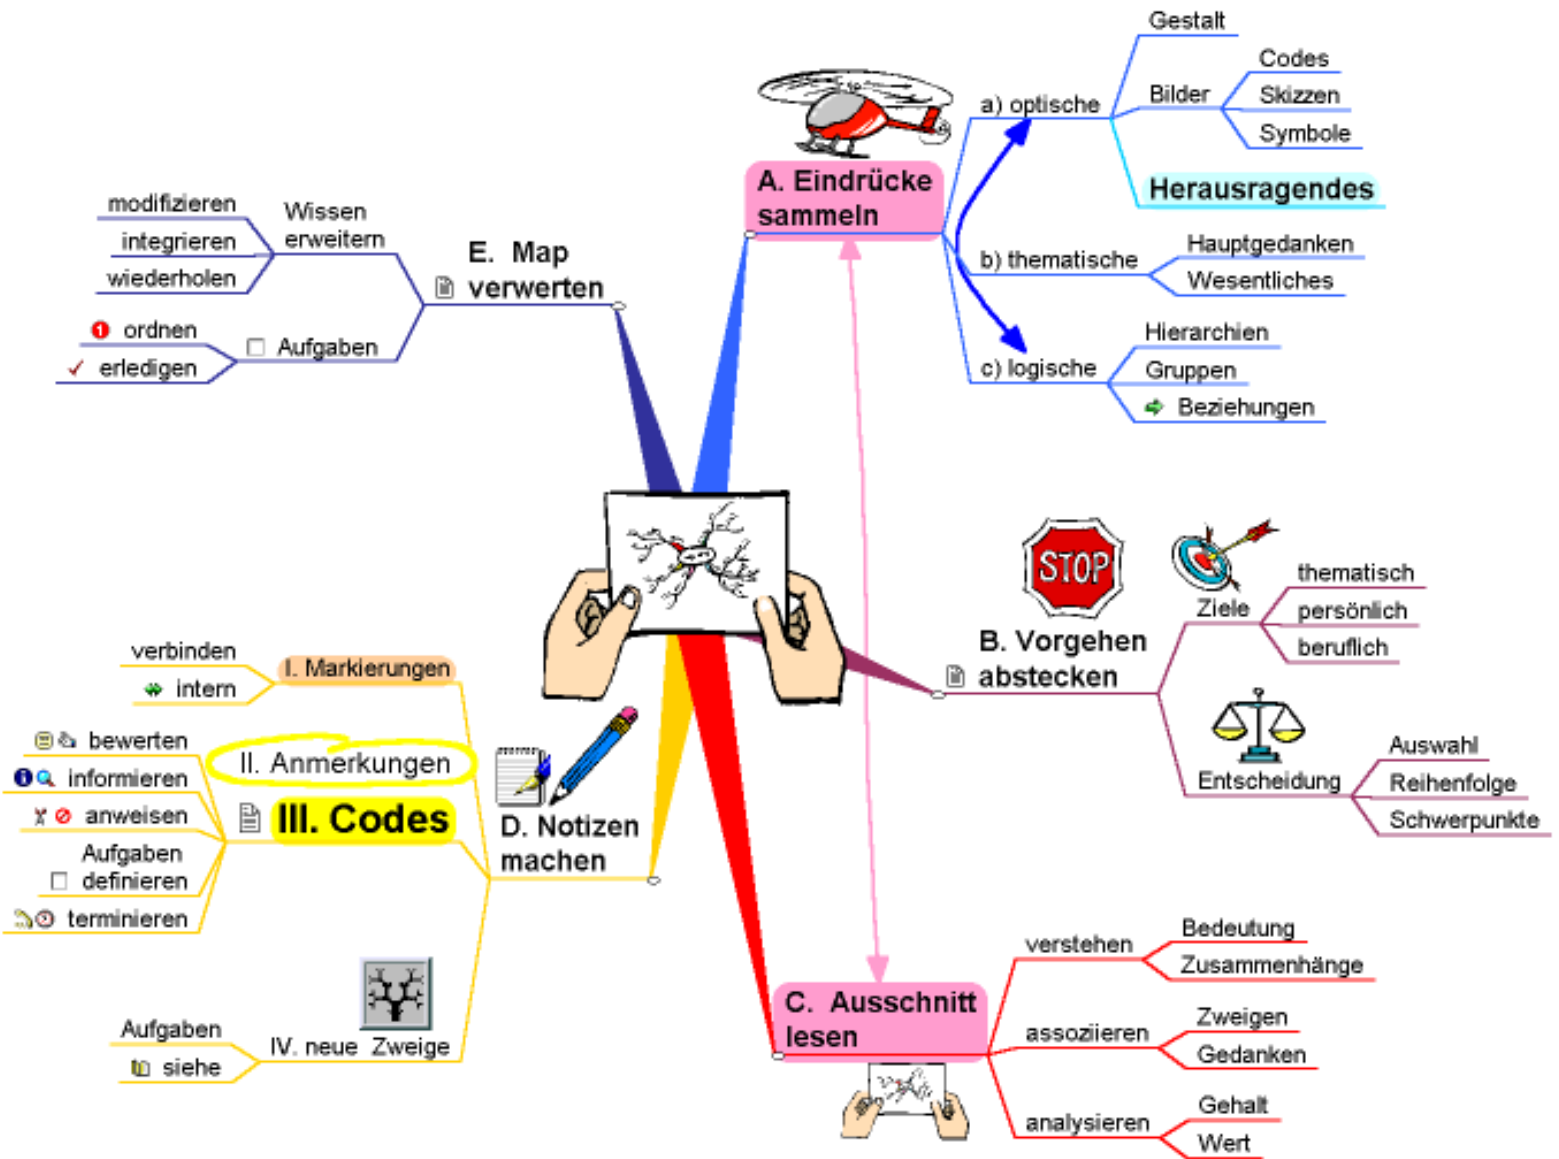 A. Eindrücke
sammeln
a) optische
Gestalt
Bilder
Codes
Skizzen
Symbole
Herausragendes
b) thematische
Hauptgedanken
Wesentliches
c) logische
Hierarchien
Gruppen
Beziehungen
STOP
B. Vorgehen
abstecken
Ziele
thematisch
persönlich
beruflich
Entscheidung
Auswahl
Reihenfolge
Schwerpunkte
C. Ausschnitt
lesen
verstehen
Bedeutung
Zusammenhänge
assoziieren
Zweigen
Gedanken
analysieren
Gehalt
Wert
D. Notizen
machen
I. Markierungen
verbinden
intern
II. Anmerkungen
III. Codes
bewerten
informieren
anweisen
Aufgaben
definieren
terminieren
IV. neue Zweige
Aufgaben
siehe
E. Map
verwerten
Wissen
erweitern
modifizieren
integrieren
wiederholen
Aufgaben
1 ordnen
erledigen